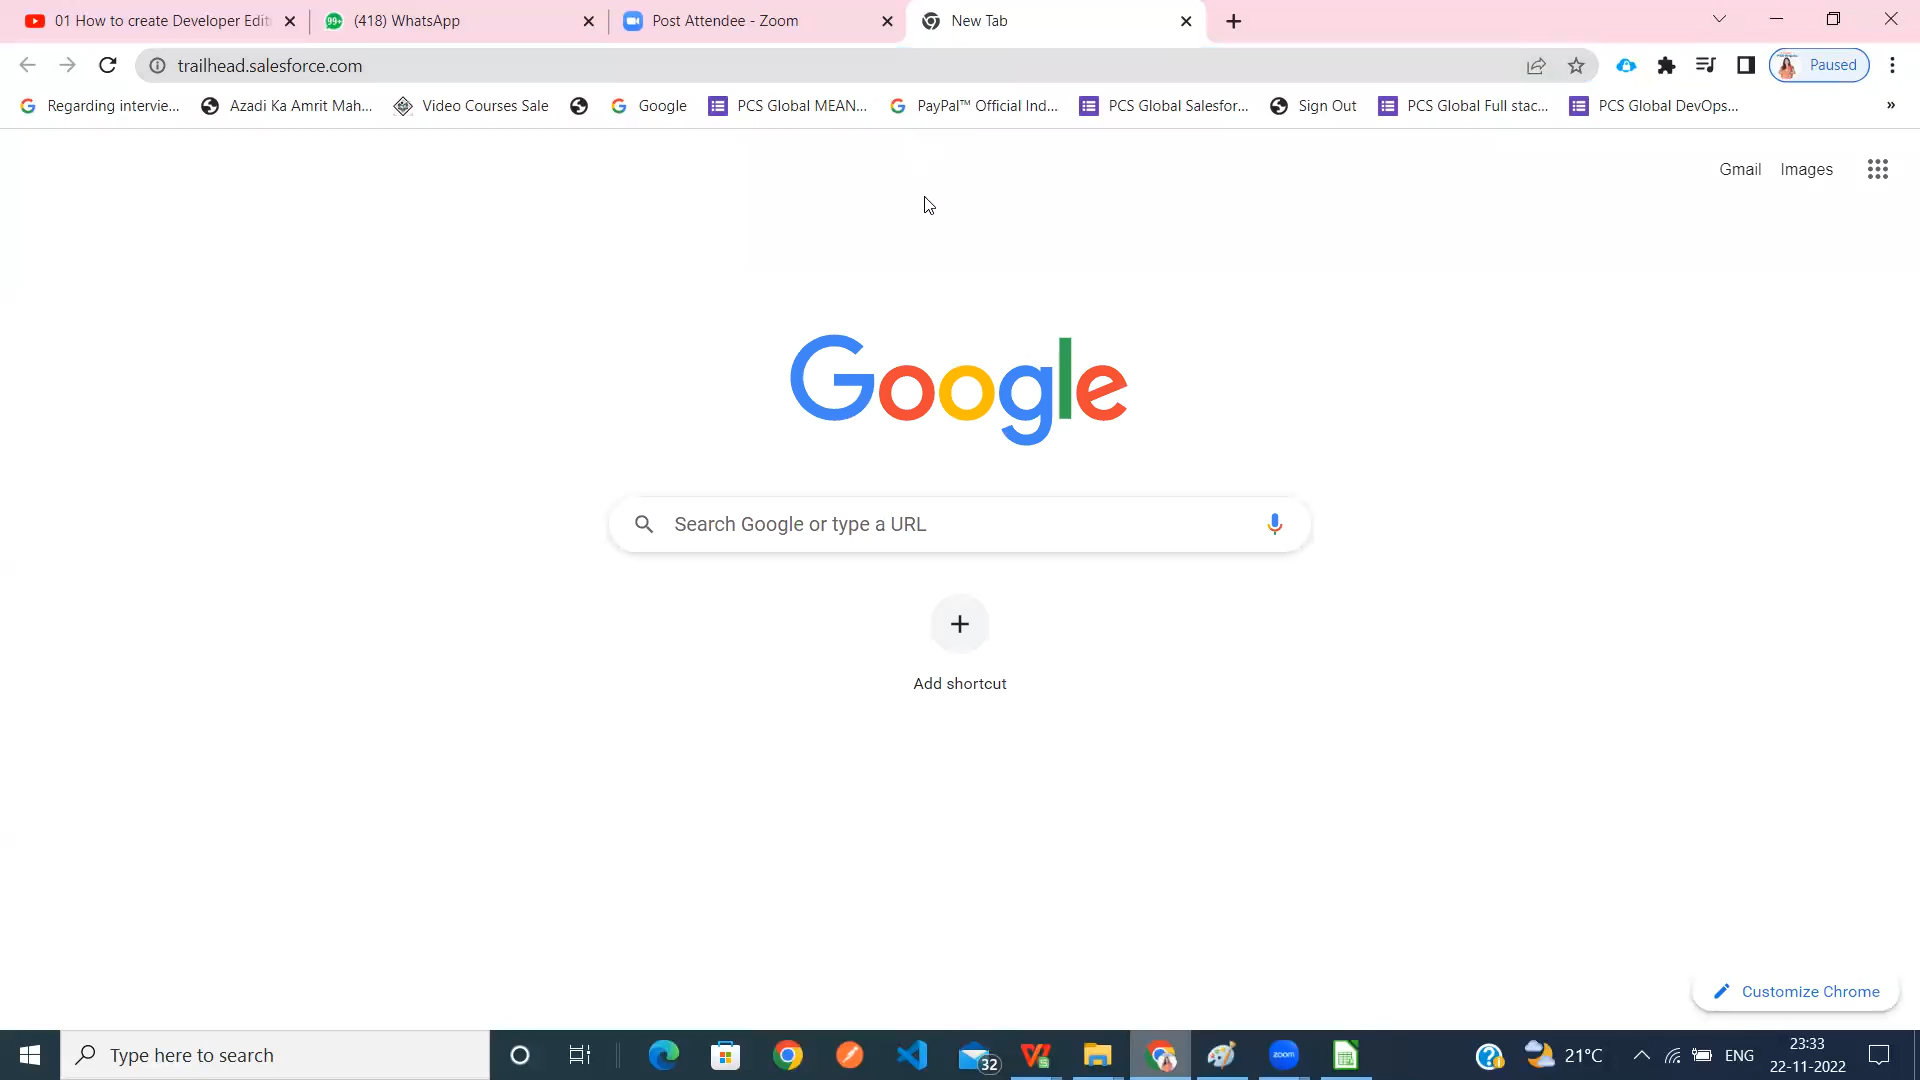 01 How to create Developer Edit
(418) WhatsApp
Post Attendee - Zoom
New Tab
trailhead.salesforce.com
Paused
Regarding intervie...
Azadi Ka Amrit Mah...
Video Courses Sale
Google
PCS Global MEAN...
PayPal™ Official Ind...
PCS Global Salesfor...
Sign Out
PCS Global Full stac...
PCS Global DevOps...
»
Gmail
Images
Google
Search Google or type a URL
Add shortcut
Customize Chrome
Type here to search
32
zoom
21°C
ENG
23:33
22-11-2022